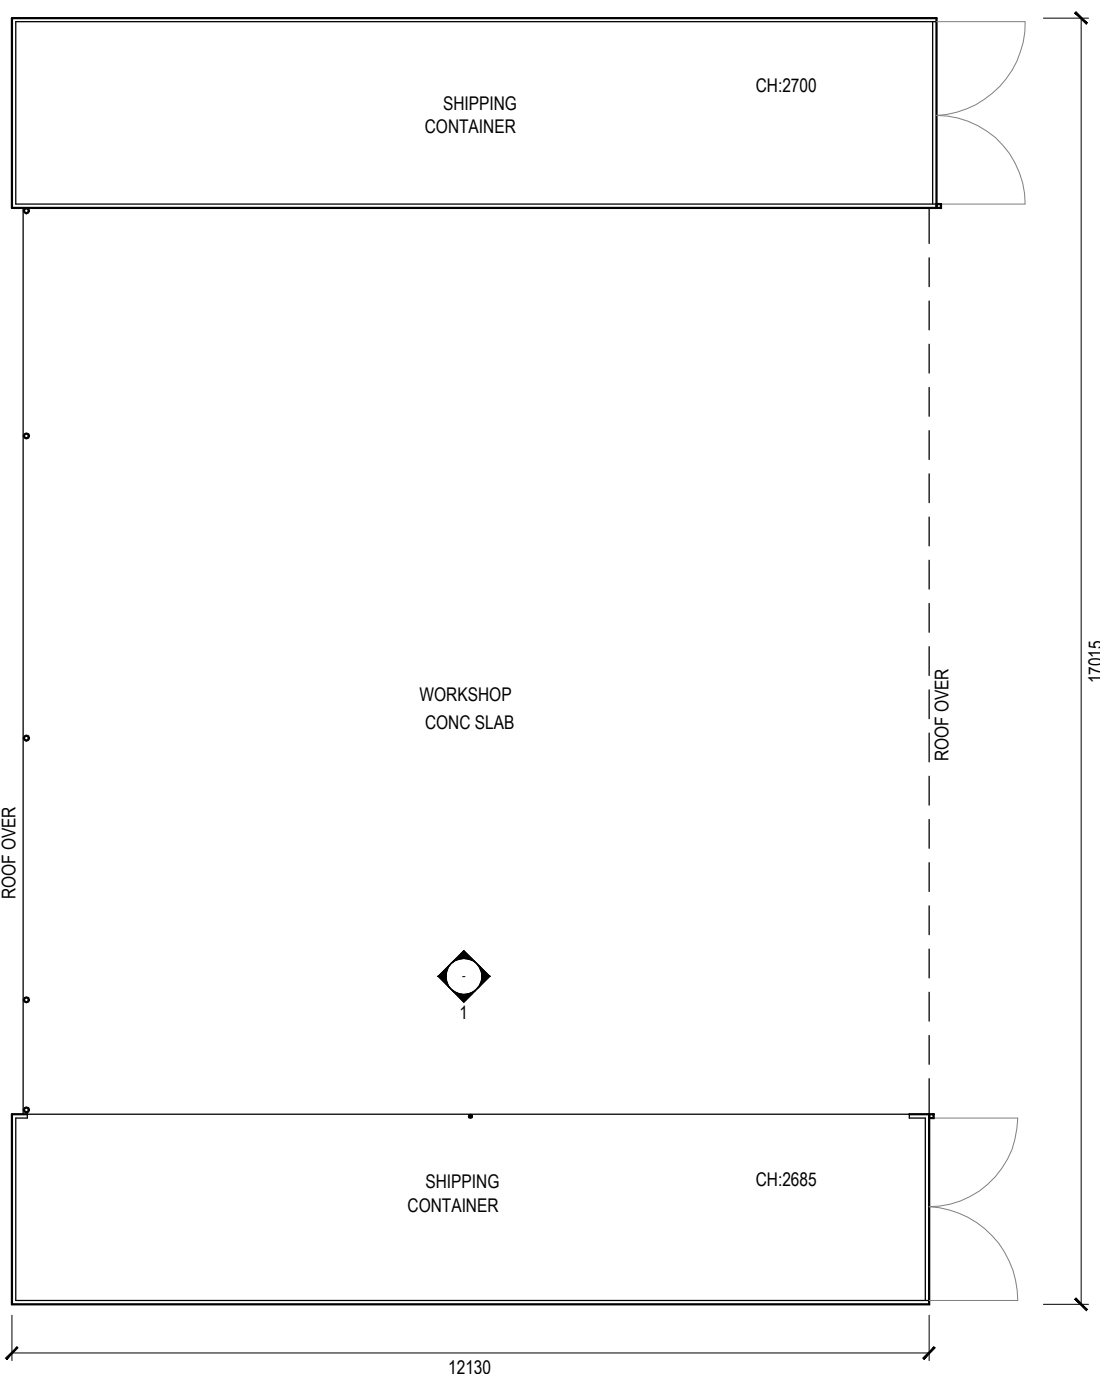 CH:2700
SHIPPING
CONTAINER
17015
ROOF OVER
WORKSHOP
CONC SLAB
ROOF OVER
-
1
SHIPPING
CONTAINER
CH:2685
12130